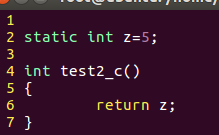 1
2 static int z=5;
3
4 int test2_c()
5 {
6         return z;
7 }